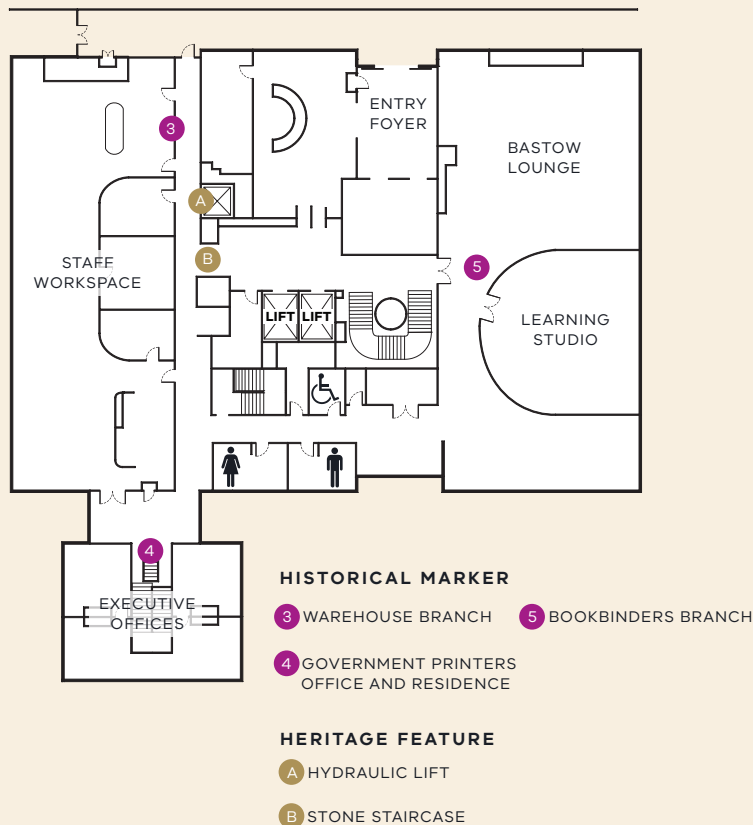 ENTRY
FOYER
3
BASTOW
LOUNGE
A
B
STAFF
WORKSPACE
5
LIFT LIFT
LEARNING
STUDIO
4
EXECUTIVE
OFFICES
HISTORICAL MARKER
3 WAREHOUSE BRANCH
5 BOOKBINDERS BRANCH
4 GOVERNMENT PRINTERS
OFFICE AND RESIDENCE
HERITAGE FEATURE
A HYDRAULIC LIFT
B STONE STAIRCASE